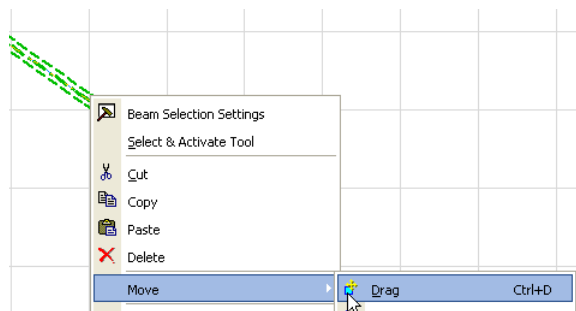 Beam Selection Settings
Select & Activate Tool
Cut
Copy
Paste
Delete
Move
Drag Ctrl+D